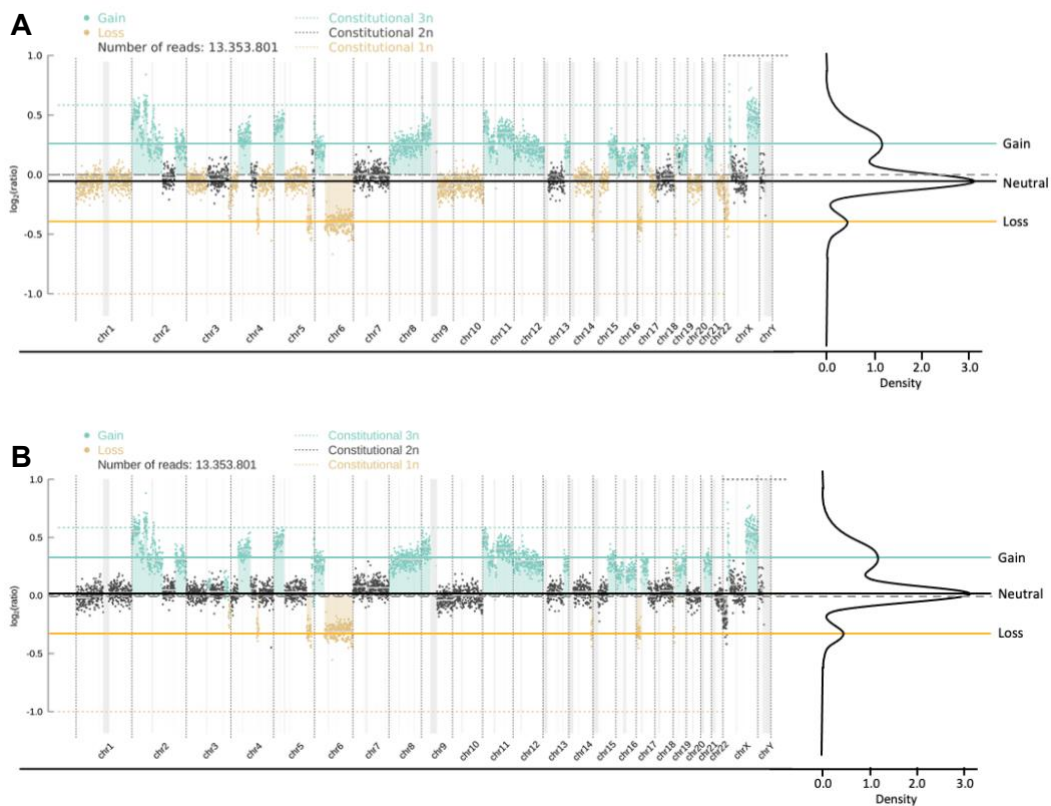 A
Gain
Loss
Number of reads: 13.353.801
Constitutional 3n
Constitutional 2n
Constitutional 1n
1.0
0.5
0.0
-0.5
-1.0
log2(ratio)
Gain
Neutral
Loss
chr1 chr2 chr3 chr4 chr5 chr6 chr7 chr8 chr9 chr10 chr11 chr12 chr13 chr14 chr15 chr16 chr17 chr18 chr19 chr20 chr21 chr22 chrX chrY
0.0 1.0 2.0 3.0
Density
B
Gain
Loss
Number of reads: 13.353.801
Constitutional 3n
Constitutional 2n
Constitutional 1n
1.0
0.5
0.0
-0.5
-1.0
log2(ratio)
Gain
Neutral
Loss
chr1 chr2 chr3 chr4 chr5 chr6 chr7 chr8 chr9 chr10 chr11 chr12 chr13 chr14 chr15 chr16 chr17 chr18 chr19 chr20 chr21 chr22 chrX chrY
0.0 1.0 2.0 3.0
Density